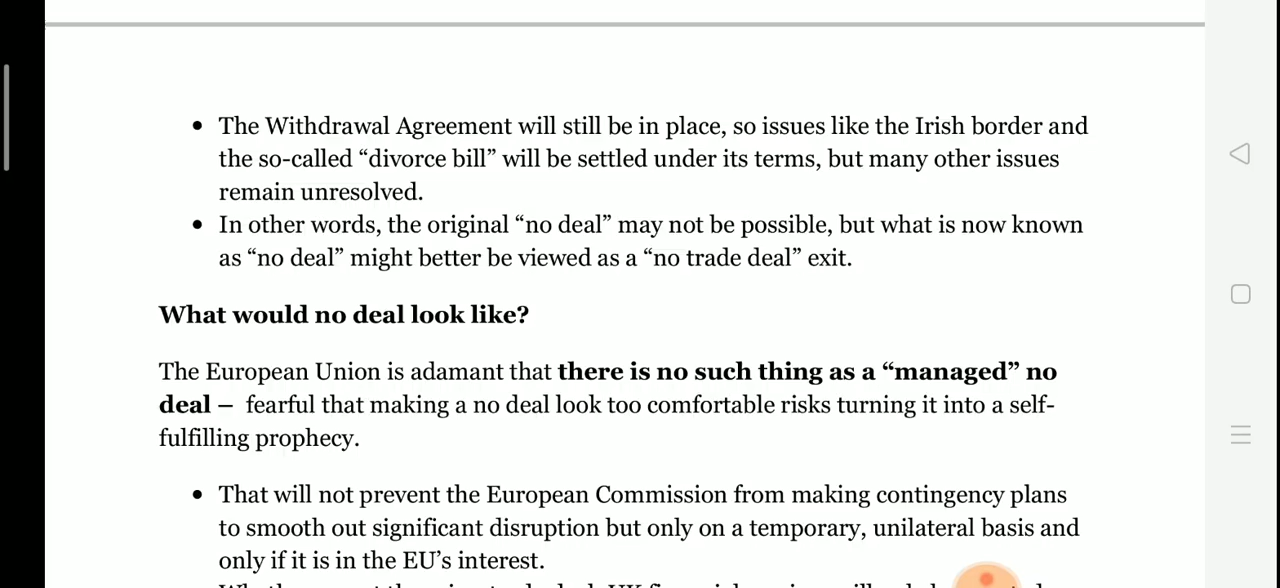 • The Withdrawal Agreement will still be in place, so issues like the Irish border and
the so-called “divorce bill” will be settled under its terms, but many other issues
remain unresolved.
• In other words, the original “no deal” may not be possible, but what is now known
as “no deal” might better be viewed as a “no trade deal” exit.
What would no deal look like?
The European Union is adamant that there is no such thing as a “managed” no
deal – fearful that making a no deal look too comfortable risks turning it into a self-
fulfilling prophecy.
• That will not prevent the European Commission from making contingency plans
to smooth out significant disruption but only on a temporary, unilateral basis and
only if it is in the EU’s interest.